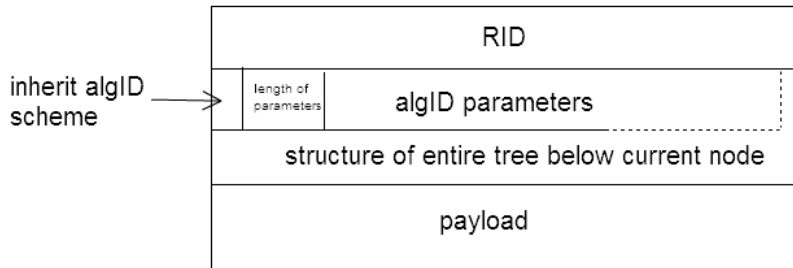 RID
inherit algID
scheme
length of
parameters
algID parameters
structure of entire tree below current node
payload